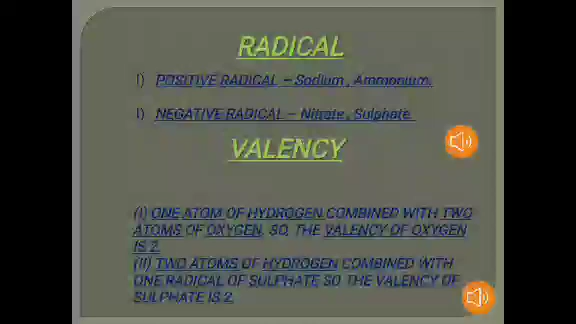 RADICAL
I) POSITIVE RADICAL – Sodium, Ammonium.
I) NEGATIVE RADICAL – Nitrate, Sulphate.
VALENCY
(I) ONE ATOM OF HYDROGEN COMBINED WITH TWO
ATOMS OF OXYGEN. SO, THE VALENCY OF OXYGEN
IS 2.
(II) TWO ATOMS OF HYDROGEN COMBINED WITH
ONE RADICAL OF SULPHATE SO THE VALENCY OF
SULPHATE IS 2.